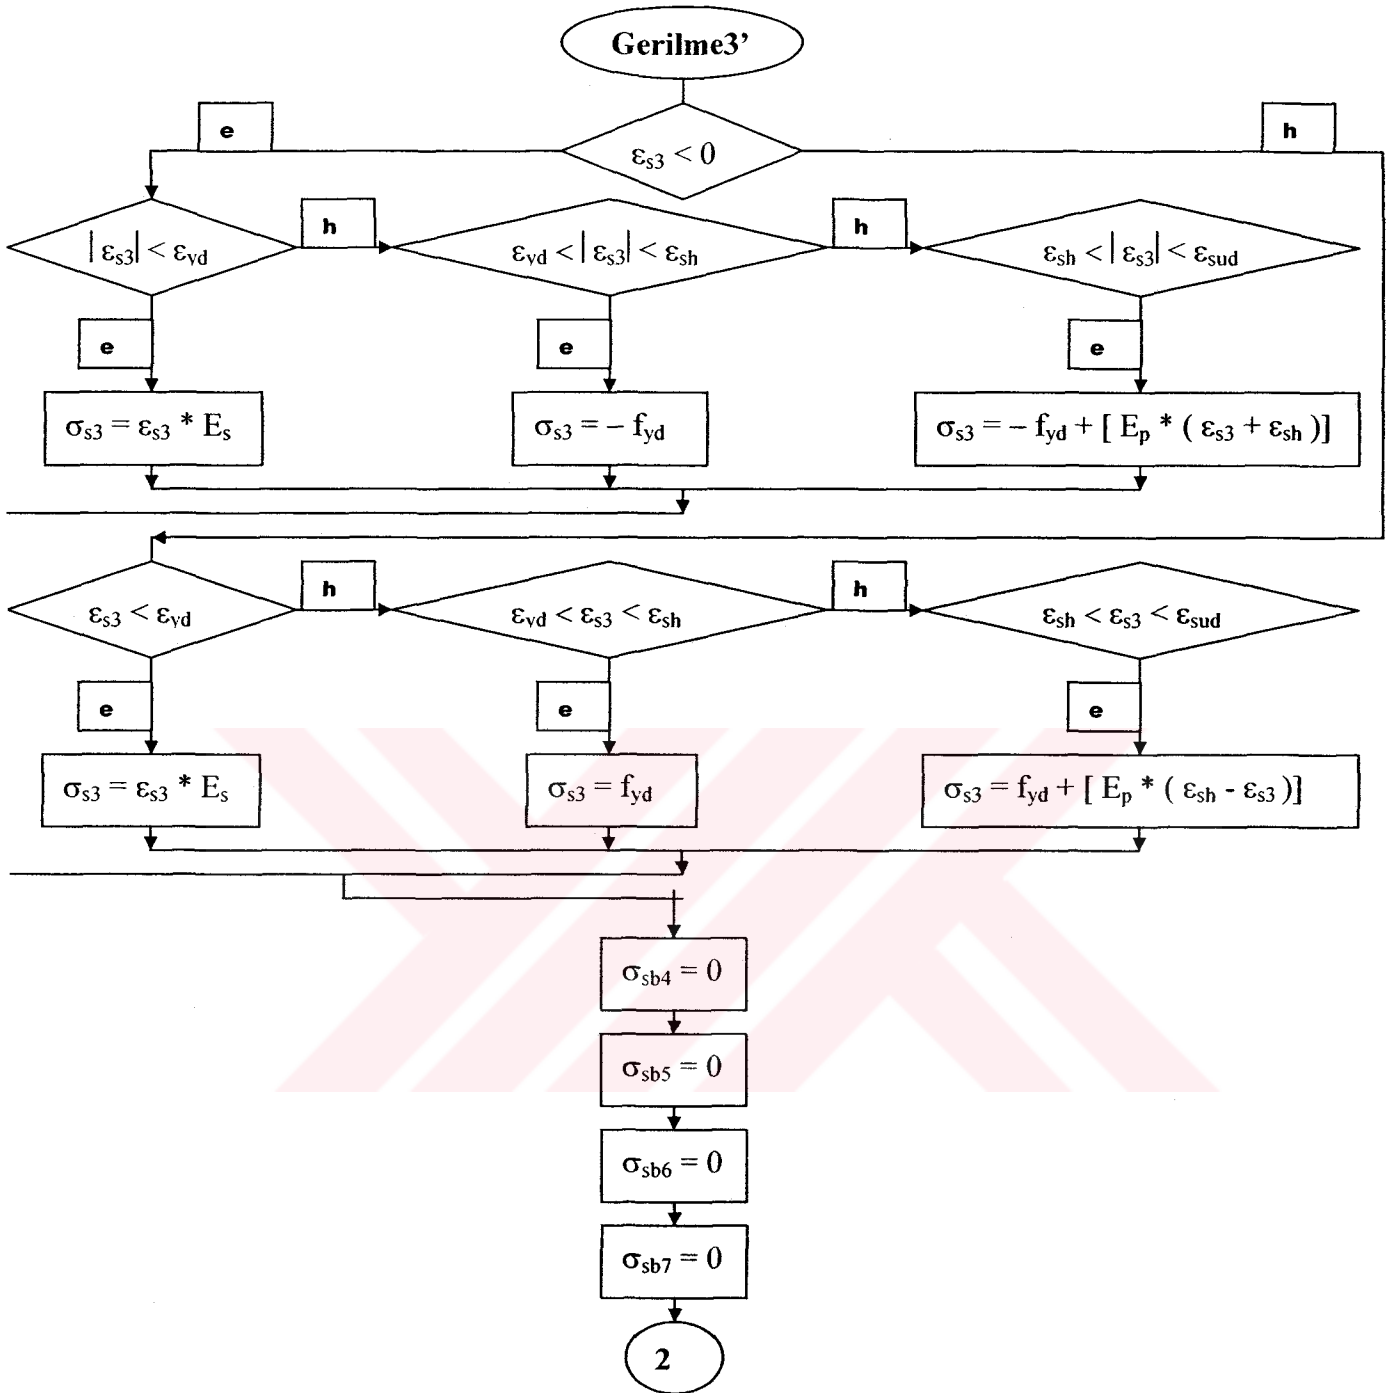 Gerilme3’
e
h
εs3 < 0
|εs3| < εyd
h
εyd < |εs3| < εsh
h
εsh < |εs3| < εsud
e
e
e
σs3 = εs3 * Es
σs3 = – fyd
σs3 = – fyd + [ Ep * ( εs3 + εsh )]
εs3 < εyd
h
εyd < εs3 < εsh
h
εsh < εs3 < εsud
e
e
e
σs3 = εs3 * Es
σs3 = fyd
σs3 = fyd + [ Ep * ( εsh - εs3 )]
σsb4 = 0
σsb5 = 0
σsb6 = 0
σsb7 = 0
2